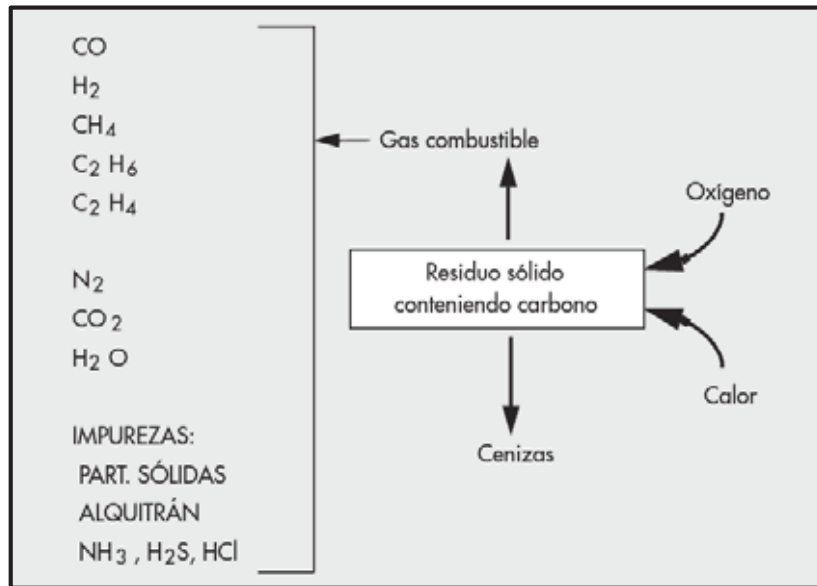 CO
H2
CH4
C2 H6
C2 H4
N2
CO2
H2 O
IMPUREZAS:
PART. SÓLIDAS
ALQUITRÁN
NH3 , H2S, HCl
Gas combustible
Oxígeno
Residuo sólido
conteniendo carbono
Calor
Cenizas